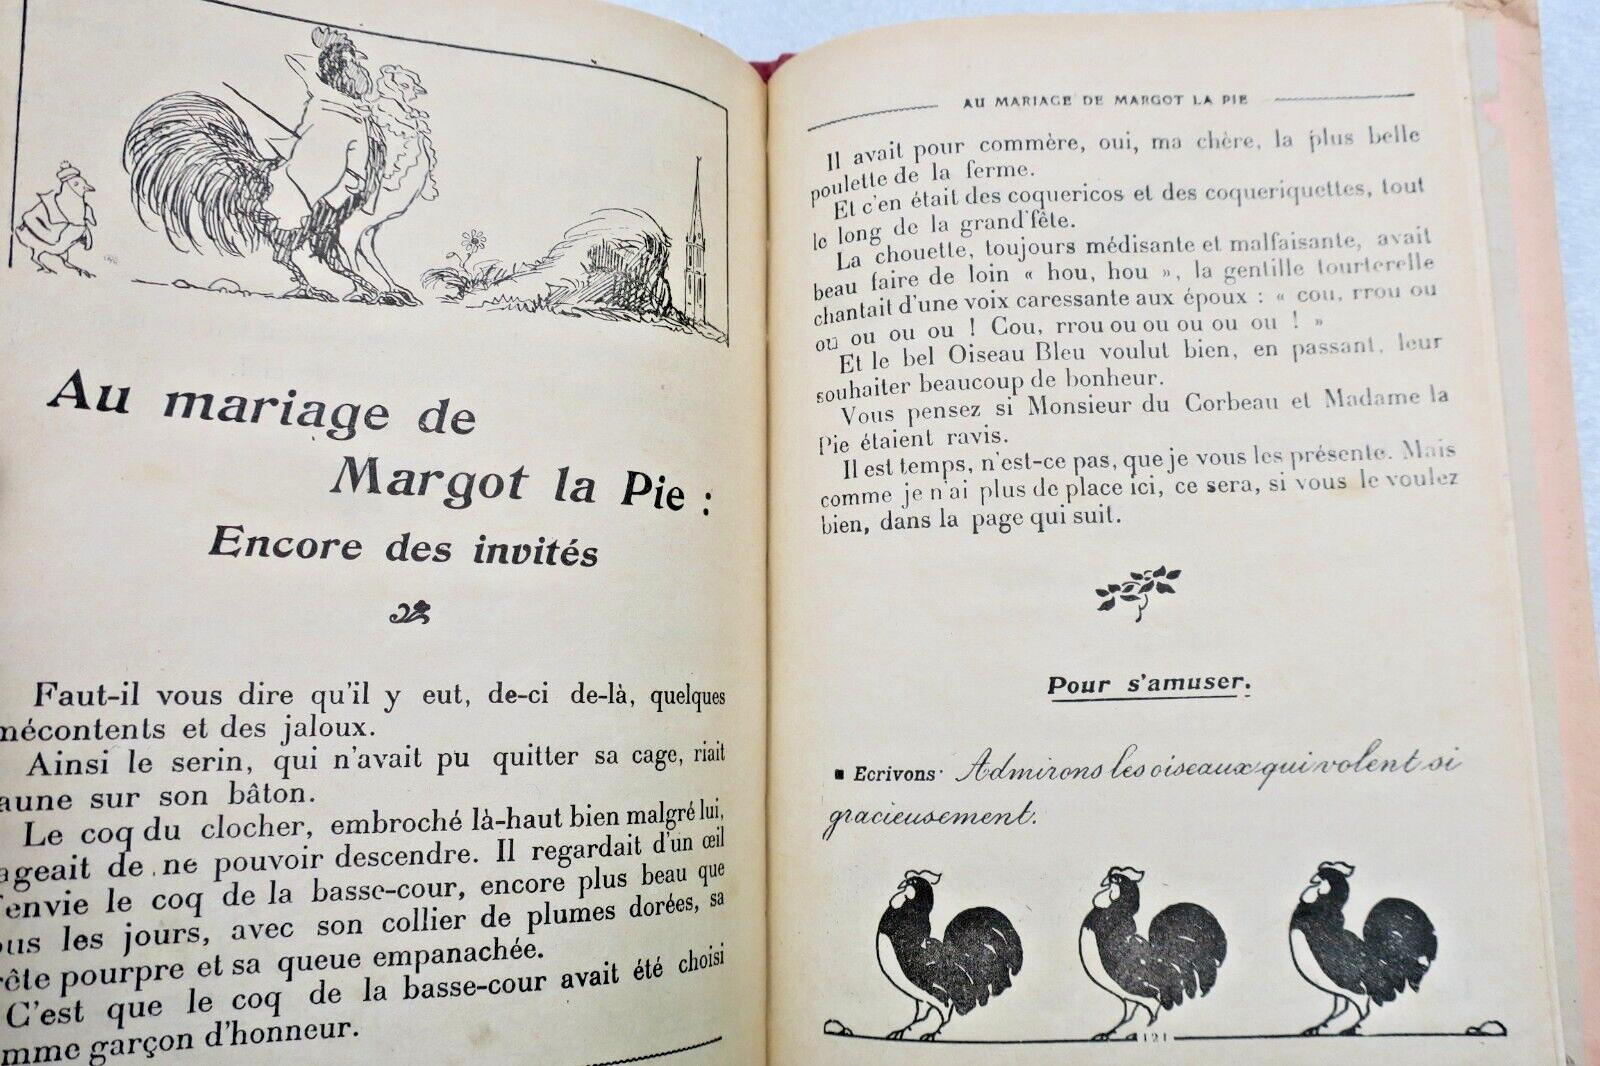 Au mariage de
Margot la Pie :
Encore des invités
Faut-il vous dire qu'il y eut, de-ci de-là, quelques
mécontents et des jaloux.
Ainsi le serin, qui n'avait pu quitter sa cage, riait
aune sur son bâton.
Le coq du clocher, embroché là-haut bien malgré lui,
ageait de ne pouvoir descendre. Il regardait d'un œil
'envie le coq de la basse-cour, encore plus beau que
ous les jours, avec son collier de plumes dorées, sa
rête pourpre et sa queue empanachée.
C'est que le coq de la basse-cour avait été choisi
omme garçon d'honneur.
AU MARIAGE DE MARGOT LA PIE
Il avait pour commère, oui, ma chère, la plus belle
poulette de la ferme.
Et c'en était des coquericos et des coqueriquettes, tout
le long de la grand'fête.
La chouette, toujours médisante et malfaisante, avait
beau faire de loin « hou, hou », la gentille tourterelle
chantait d'une voix caressante aux époux : « cou, rrou ou
ou ou ou ou ! Cou, rrou ou ou ou ou ou ! »
Et le bel Oiseau Bleu voulut bien, en passant, leur
souhaiter beaucoup de bonheur.
Vous pensez si Monsieur du Corbeau et Madame la
Pie étaient ravis.
Il est temps, n'est-ce pas, que je vous les présente. Mais
comme je n'ai plus de place ici, ce sera, si vous le voulez
bien, dans la page qui suit.
Pour s'amuser.
▪ Ecrivons · Admirons les oiseaux qui volent si
gracieusement.
121